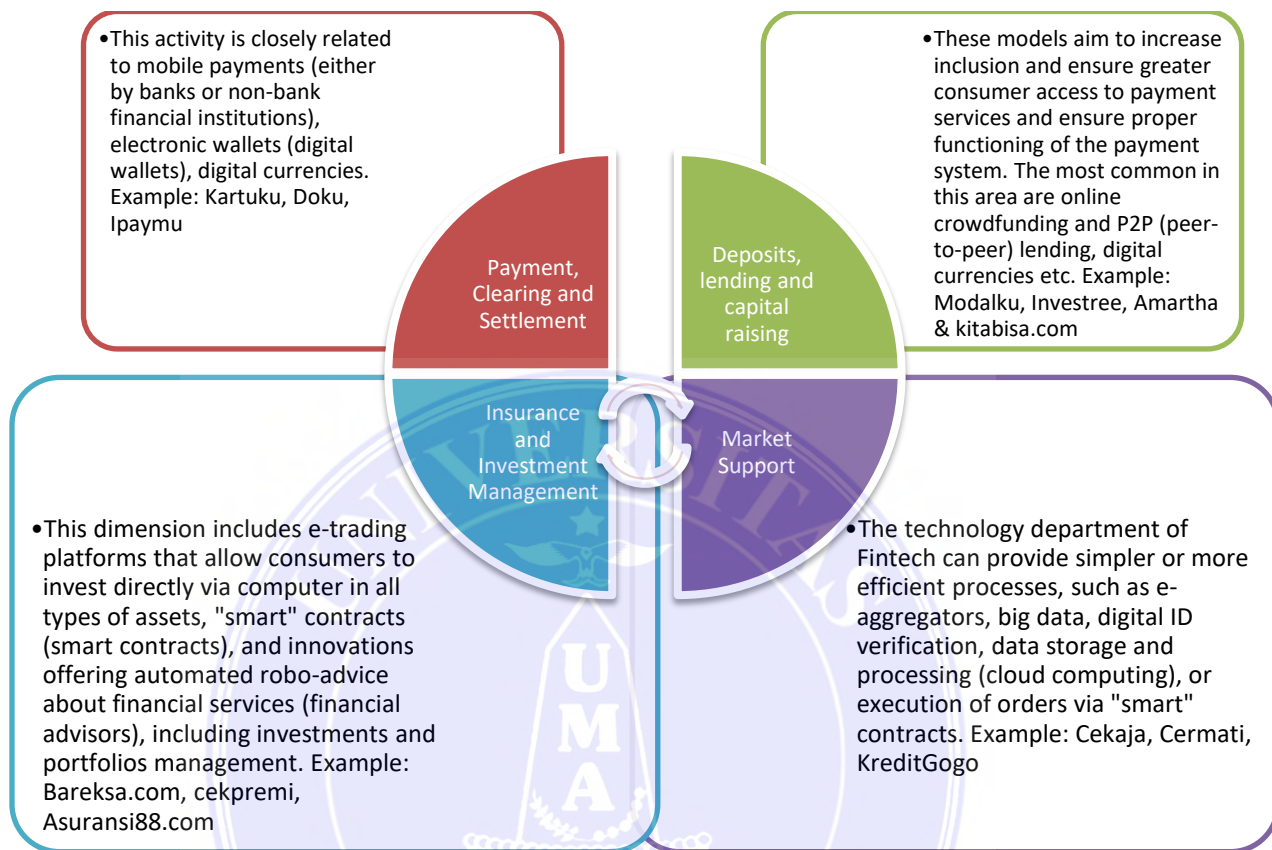 •This activity is closely related
to mobile payments (either
by banks or non-bank
financial institutions),
electronic wallets (digital
wallets), digital currencies.
Example: Kartuku, Doku,
Ipaymu
•These models aim to increase
inclusion and ensure greater
consumer access to payment
services and ensure proper
functioning of the payment
system. The most common in
this area are online
crowdfunding and P2P (peer-
to-peer) lending, digital
currencies etc. Example:
Modalku, Investree, Amartha
& kitabisa.com
Payment,
Clearing and
Settlement
Deposits,
lending and
capital
raising
Insurance
and
Investment
Management
Market
Support
•This dimension includes e-trading
platforms that allow consumers to
invest directly via computer in all
types of assets, "smart" contracts
(smart contracts), and innovations
offering automated robo-advice
about financial services (financial
advisors), including investments and
portfolios management. Example:
Bareksa.com, cekpremi,
Asuransi88.com
•The technology department of
Fintech can provide simpler or more
efficient processes, such as e-
aggregators, big data, digital ID
verification, data storage and
processing (cloud computing), or
execution of orders via "smart"
contracts. Example: Cekaja, Cermati,
KreditGogo
UNIVERSITAS
UMA